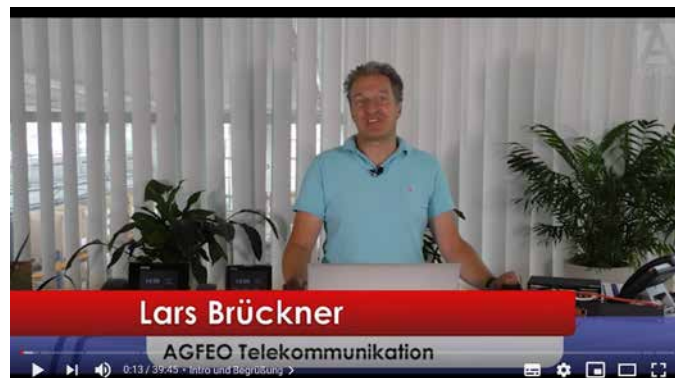 Lars Brückner
AGFEO Telekommunikation
0:13 / 39:45 • Intro und Begrüßung >